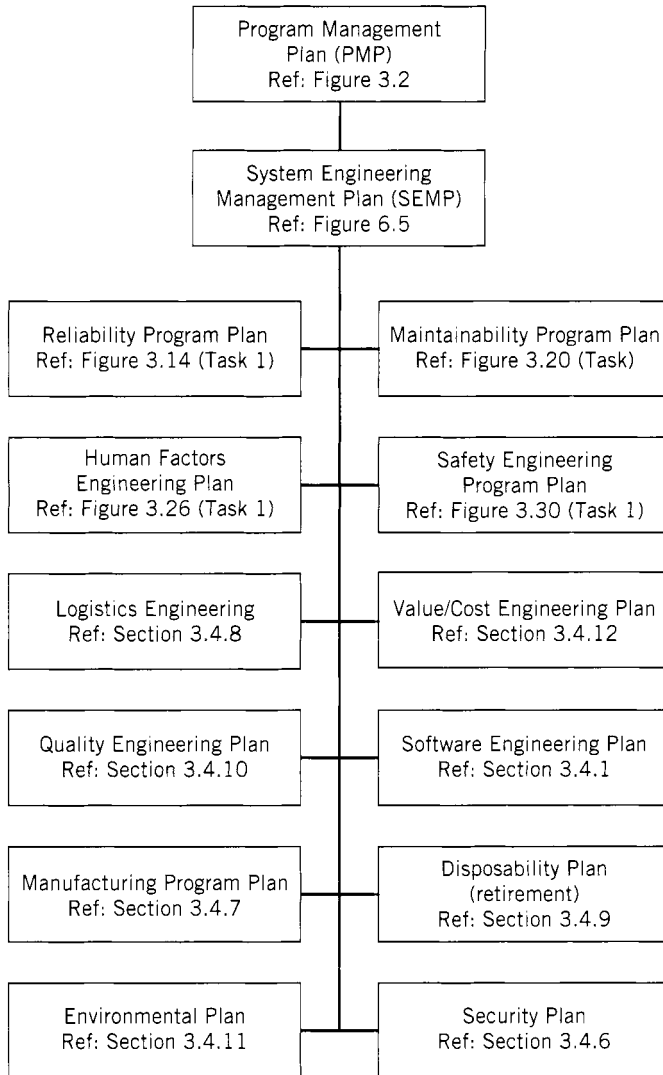 Program Management
Plan (PMP)
Ref: Figure 3.2
System Engineering
Management Plan (SEMP)
Ref: Figure 6.5
Reliability Program Plan
Ref: Figure 3.14 (Task 1)
Maintainability Program Plan
Ref: Figure 3.20 (Task)
Human Factors
Engineering Plan
Ref: Figure 3.26 (Task 1)
Safety Engineering
Program Plan
Ref: Figure 3.30 (Task 1)
Logistics Engineering
Ref: Section 3.4.8
Value/Cost Engineering Plan
Ref: Section 3.4.12
Quality Engineering Plan
Ref: Section 3.4.10
Software Engineering Plan
Ref: Section 3.4.1
Manufacturing Program Plan
Ref: Section 3.4.7
Disposability Plan
(retirement)
Ref: Section 3.4.9
Environmental Plan
Ref: Section 3.4.11
Security Plan
Ref: Section 3.4.6